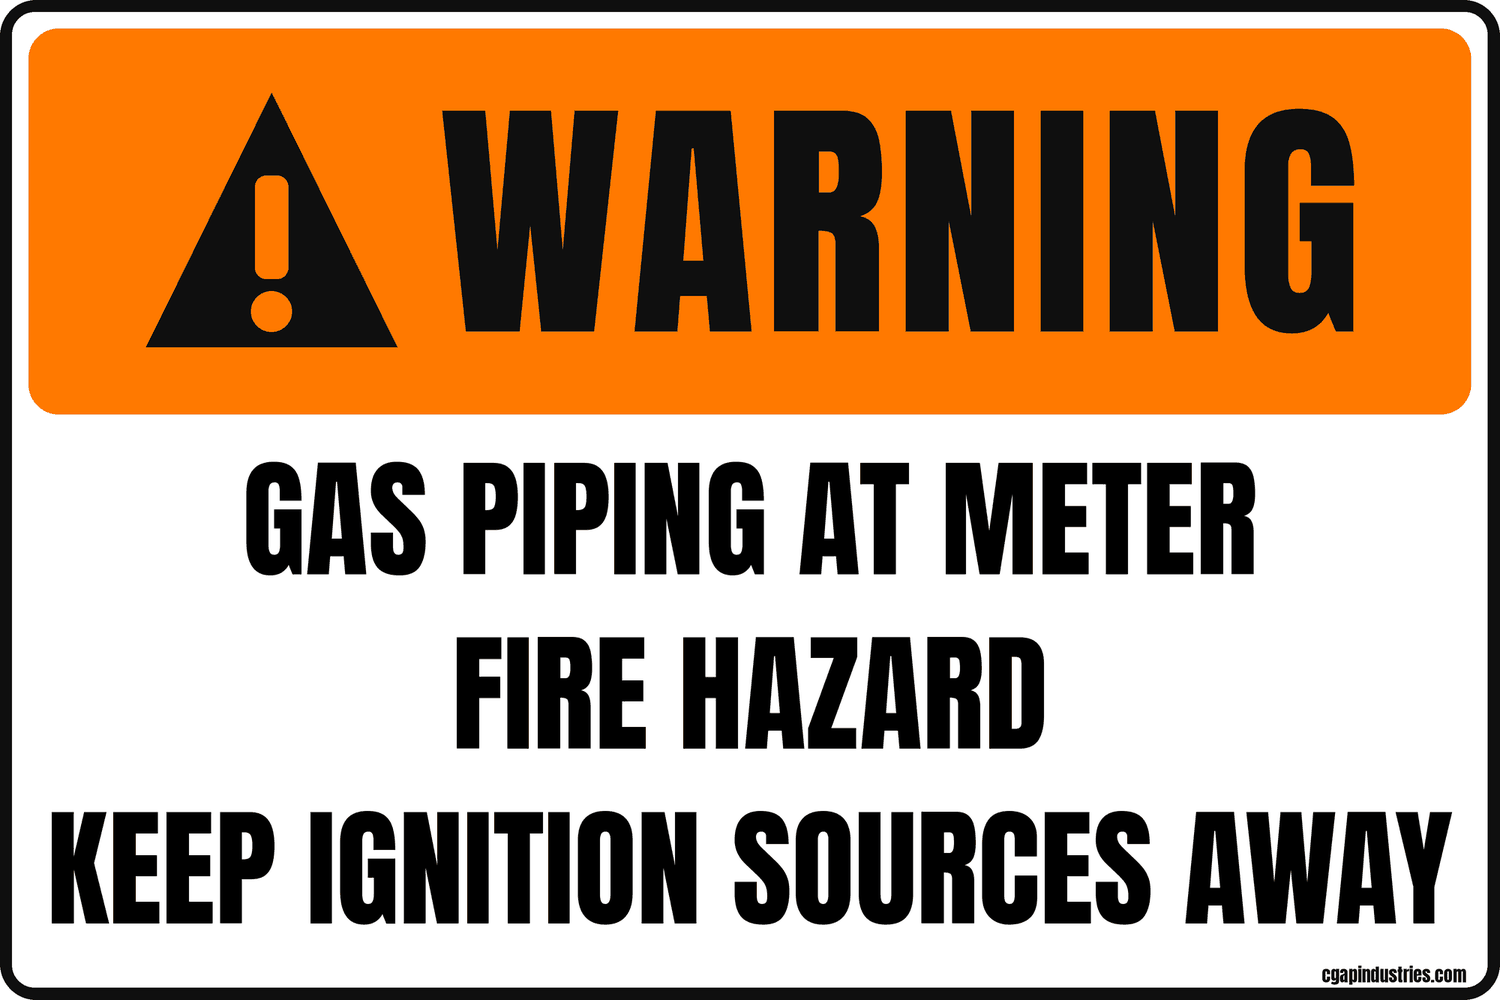 WARNING
GAS PIPING AT METER
FIRE HAZARD
KEEP IGNITION SOURCES AWAY
cgapindustries.com